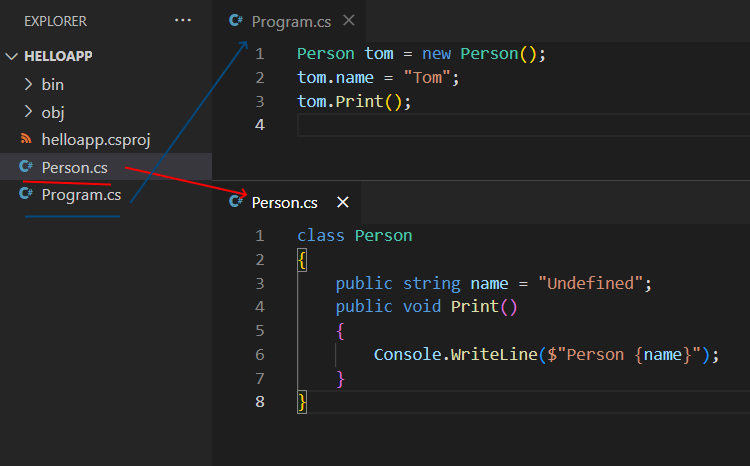 EXPLORER ...
HELLOAPP
bin
obj
helloapp.csproj
C# Person.cs
C# Program.cs
C# Program.cs ×
1 Person tom = new Person();
2 tom.name = "Tom";
3 tom.Print();
4
C# Person.cs ×
1 class Person
2 {
3 public string name = "Undefined";
4 public void Print()
5 {
6 Console.WriteLine($"Person {name}");
7 }
8 }